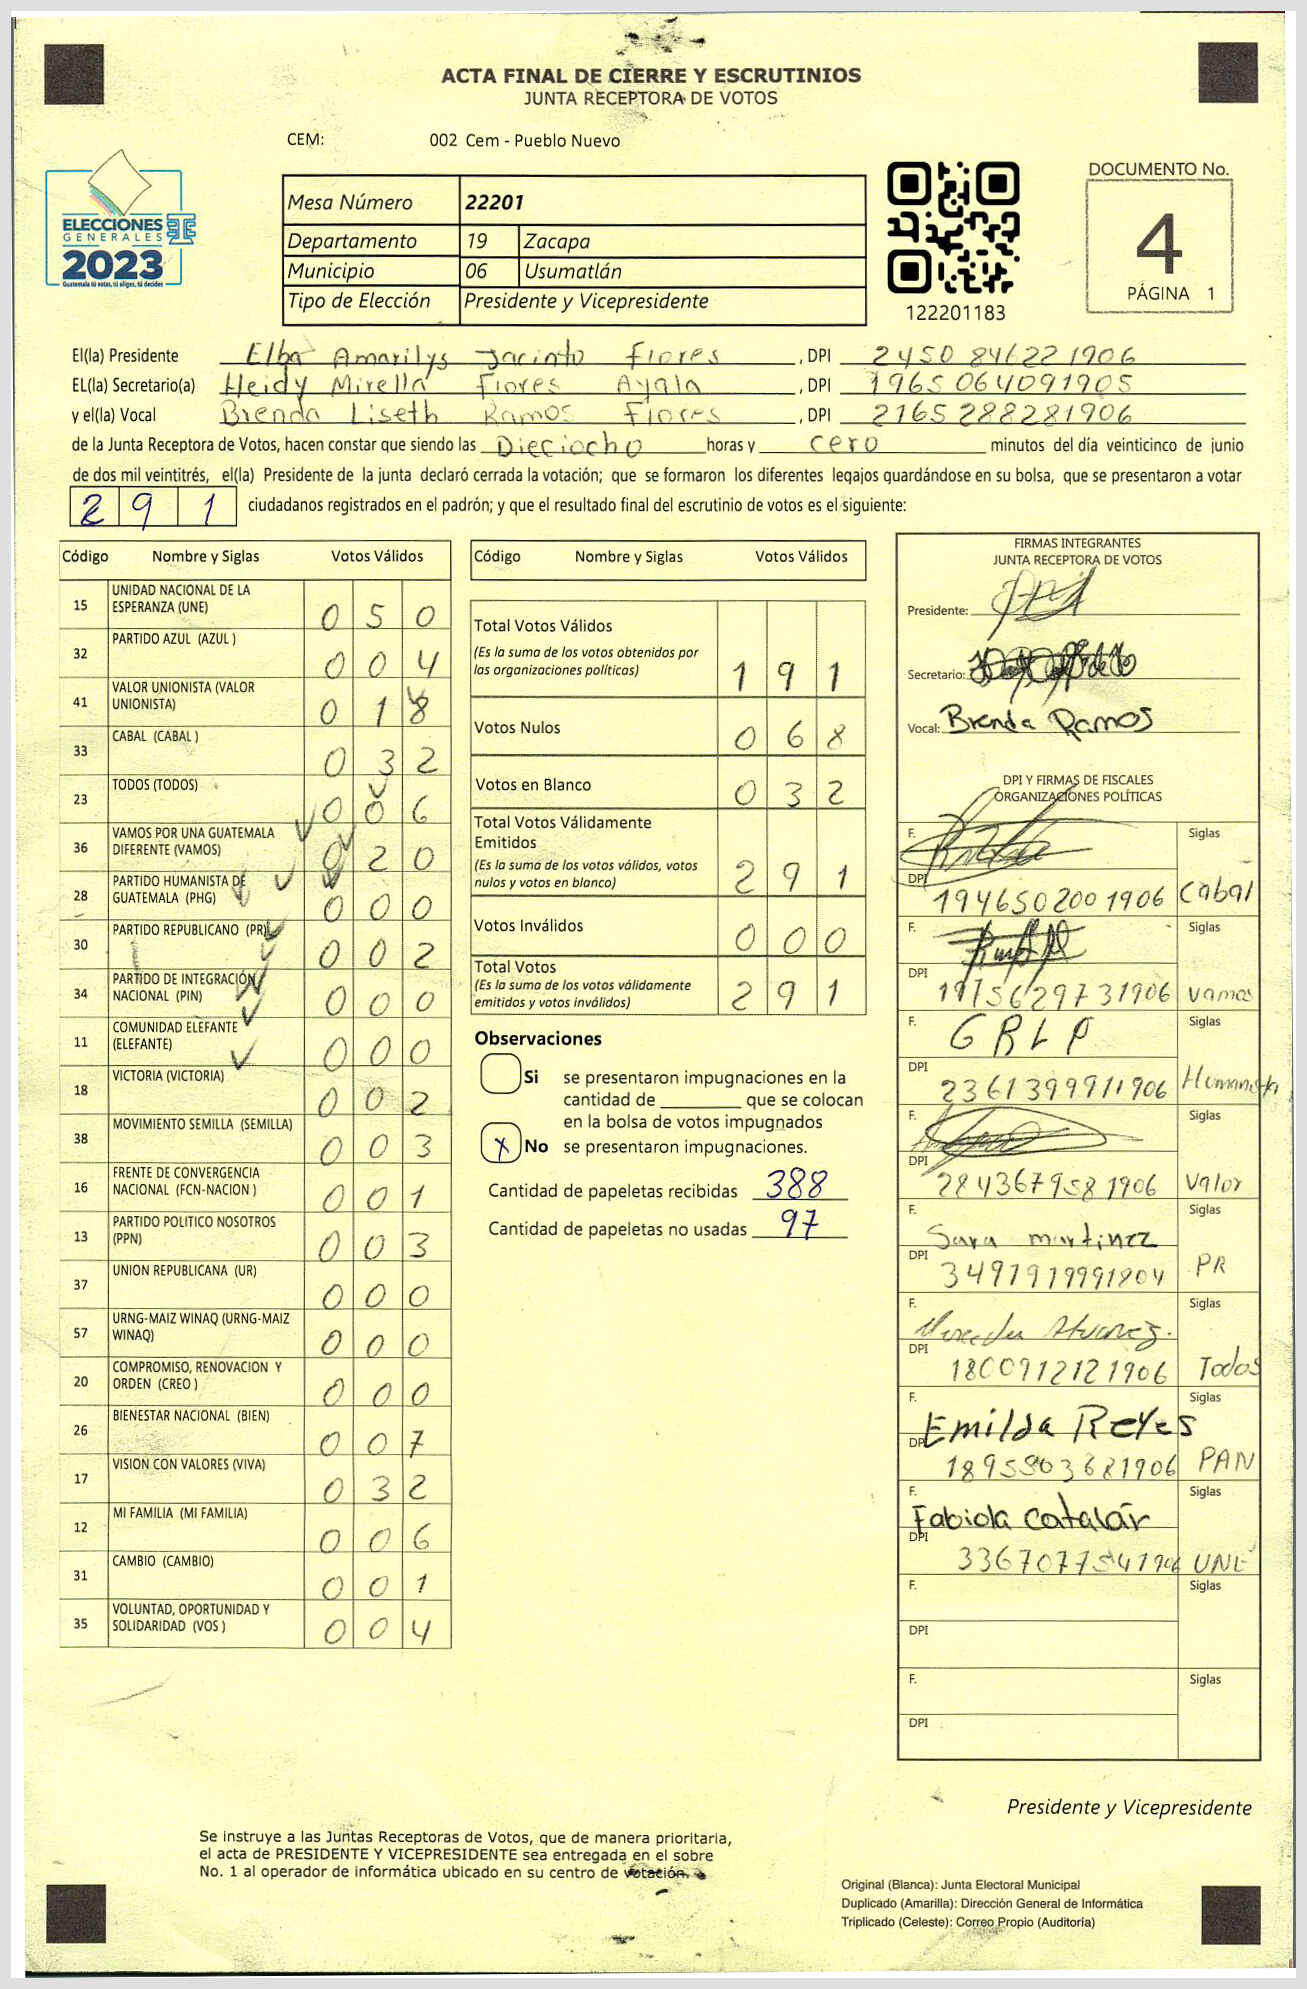 ACTA FINAL DE CIERRE Y ESCRUTINIOS
JUNTA RECEPTORA DE VOTOS
CEM: 002 Cem - Pueblo Nuevo
ELECCIONES
GENERALES
2023
Guatemala tú votas, tú eliges, tú decides
Mesa Número 22201
Departamento 19 Zacapa
Municipio 06 Usumatlán
Tipo de Elección Presidente y Vicepresidente
122201183
DOCUMENTO No.
4
PÁGINA 1
El(la) Presidente Elba Amarilys Jacinto Flores, DPI 2450 84622 1906
EL(la) Secretario(a) Heidy Mirella Flores Ayala, DPI 1965 06409 1905
y el(la) Vocal Brenda Liseth Ramos Flores, DPI 2165 28828 1906
de la Junta Receptora de Votos, hacen constar que siendo las Dieciocho horas y cero minutos del día veinticinco de junio
de dos mil veintitrés, el(la) Presidente de la junta declaró cerrada la votación; que se formaron los diferentes legajos guardándose en su bolsa, que se presentaron a votar
291 ciudadanos registrados en el padrón; y que el resultado final del escrutinio de votos es el siguiente:
Código Nombre y Siglas Votos Válidos
15 UNIDAD NACIONAL DE LA ESPERANZA (UNE) 0 5 0
32 PARTIDO AZUL (AZUL ) 0 0 4
41 VALOR UNIONISTA (VALOR UNIONISTA) 0 1 8
33 CABAL (CABAL ) 0 3 2
23 TODOS (TODOS) 0 0 6
36 VAMOS POR UNA GUATEMALA DIFERENTE (VAMOS) 0 2 0
28 PARTIDO HUMANISTA DE GUATEMALA (PHG) 0 0 0
30 PARTIDO REPUBLICANO (PR) 0 0 2
34 PARTIDO DE INTEGRACIÓN NACIONAL (PIN) 0 0 0
11 COMUNIDAD ELEFANTE (ELEFANTE) 0 0 0
18 VICTORIA (VICTORIA) 0 0 2
38 MOVIMIENTO SEMILLA (SEMILLA) 0 0 3
16 FRENTE DE CONVERGENCIA NACIONAL (FCN-NACION ) 0 0 1
13 PARTIDO POLITICO NOSOTROS (PPN) 0 0 3
37 UNION REPUBLICANA (UR) 0 0 0
57 URNG-MAIZ WINAQ (URNG-MAIZ WINAQ) 0 0 0
20 COMPROMISO, RENOVACION Y ORDEN (CREO ) 0 0 0
26 BIENESTAR NACIONAL (BIEN) 0 0 7
17 VISION CON VALORES (VIVA) 0 3 2
12 MI FAMILIA (MI FAMILIA) 0 0 6
31 CAMBIO (CAMBIO) 0 0 1
35 VOLUNTAD, OPORTUNIDAD Y SOLIDARIDAD (VOS ) 0 0 4
Código Nombre y Siglas Votos Válidos
Total Votos Válidos
(Es la suma de los votos obtenidos por las organizaciones políticas) 1 9 1
Votos Nulos 0 6 8
Votos en Blanco 0 3 2
Total Votos Válidamente Emitidos
(Es la suma de los votos válidos, votos nulos y votos en blanco) 2 9 1
Votos Inválidos 0 0 0
Total Votos
(Es la suma de los votos válidamente emitidos y votos inválidos) 2 9 1
Observaciones
Si se presentaron impugnaciones en la
cantidad de ________ que se colocan
en la bolsa de votos impugnados
X No se presentaron impugnaciones.
Cantidad de papeletas recibidas 388
Cantidad de papeletas no usadas 97
FIRMAS INTEGRANTES
JUNTA RECEPTORA DE VOTOS
Presidente:
Secretario:
Vocal: Brenda Ramos
DPI Y FIRMAS DE FISCALES
ORGANIZACIONES POLÍTICAS
F. Siglas
DPI 194650200 1906 Cabal
F. Siglas
DPI 197562973 1906 Vamos
F. GRLP Siglas
DPI 236139991 1906 Humanista
F. Siglas
DPI 284367958 1906 Valor
F. Sara martinez Siglas
DPI PR
F. Siglas
DPI 180091212 1906 Todos
F. Emilda Reyes Siglas
DPI PAN
F. Fabiola Catalán Siglas
DPI 336707754 1906 UNE
F. Siglas
DPI
F. Siglas
DPI
Presidente y Vicepresidente
Se instruye a las Juntas Receptoras de Votos, que de manera prioritaria,
el acta de PRESIDENTE Y VICEPRESIDENTE sea entregada en el sobre
No. 1 al operador de informática ubicado en su centro de votación.
Original (Blanca): Junta Electoral Municipal
Duplicado (Amarilla): Dirección General de Informática
Triplicado (Celeste): Correo Propio (Auditoría)